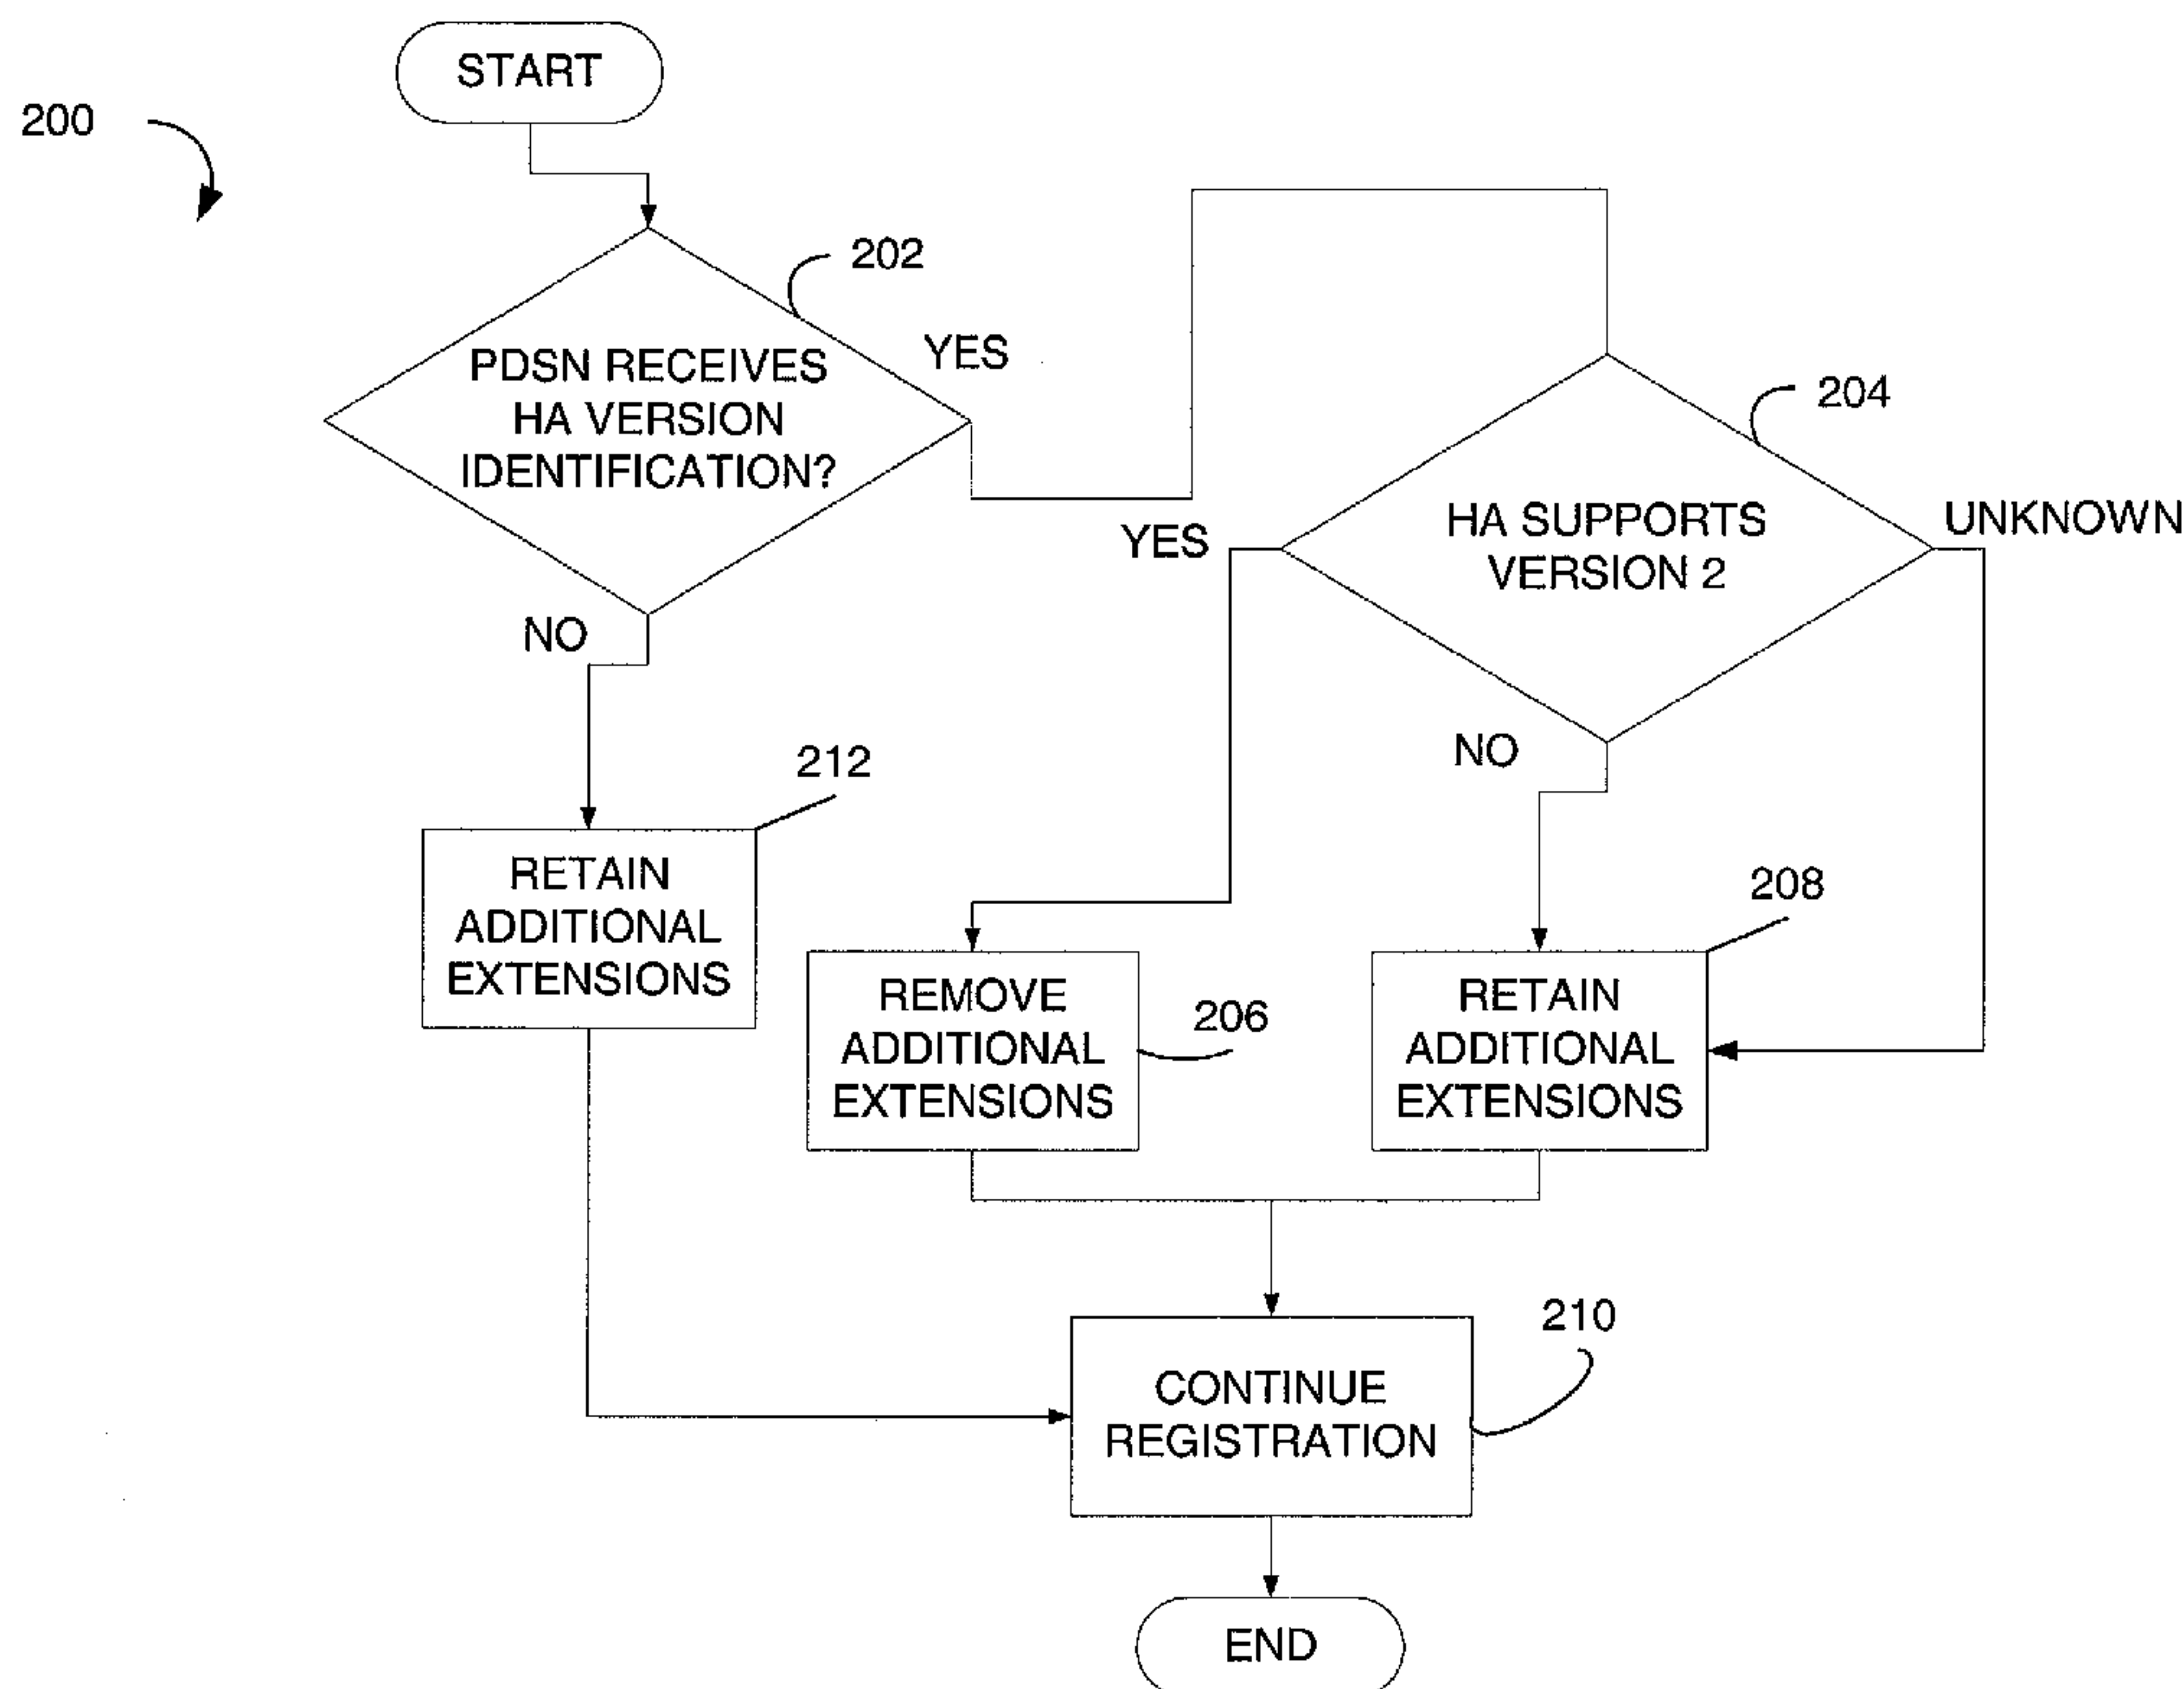 START
200
202
PDSN RECEIVES
HA VERSION
IDENTIFICATION?
YES
204
HA SUPPORTS
VERSION 2
YES
UNKNOWN
NO
NO
212
RETAIN
ADDITIONAL
EXTENSIONS
206
REMOVE
ADDITIONAL
EXTENSIONS
208
RETAIN
ADDITIONAL
EXTENSIONS
210
CONTINUE
REGISTRATION
END